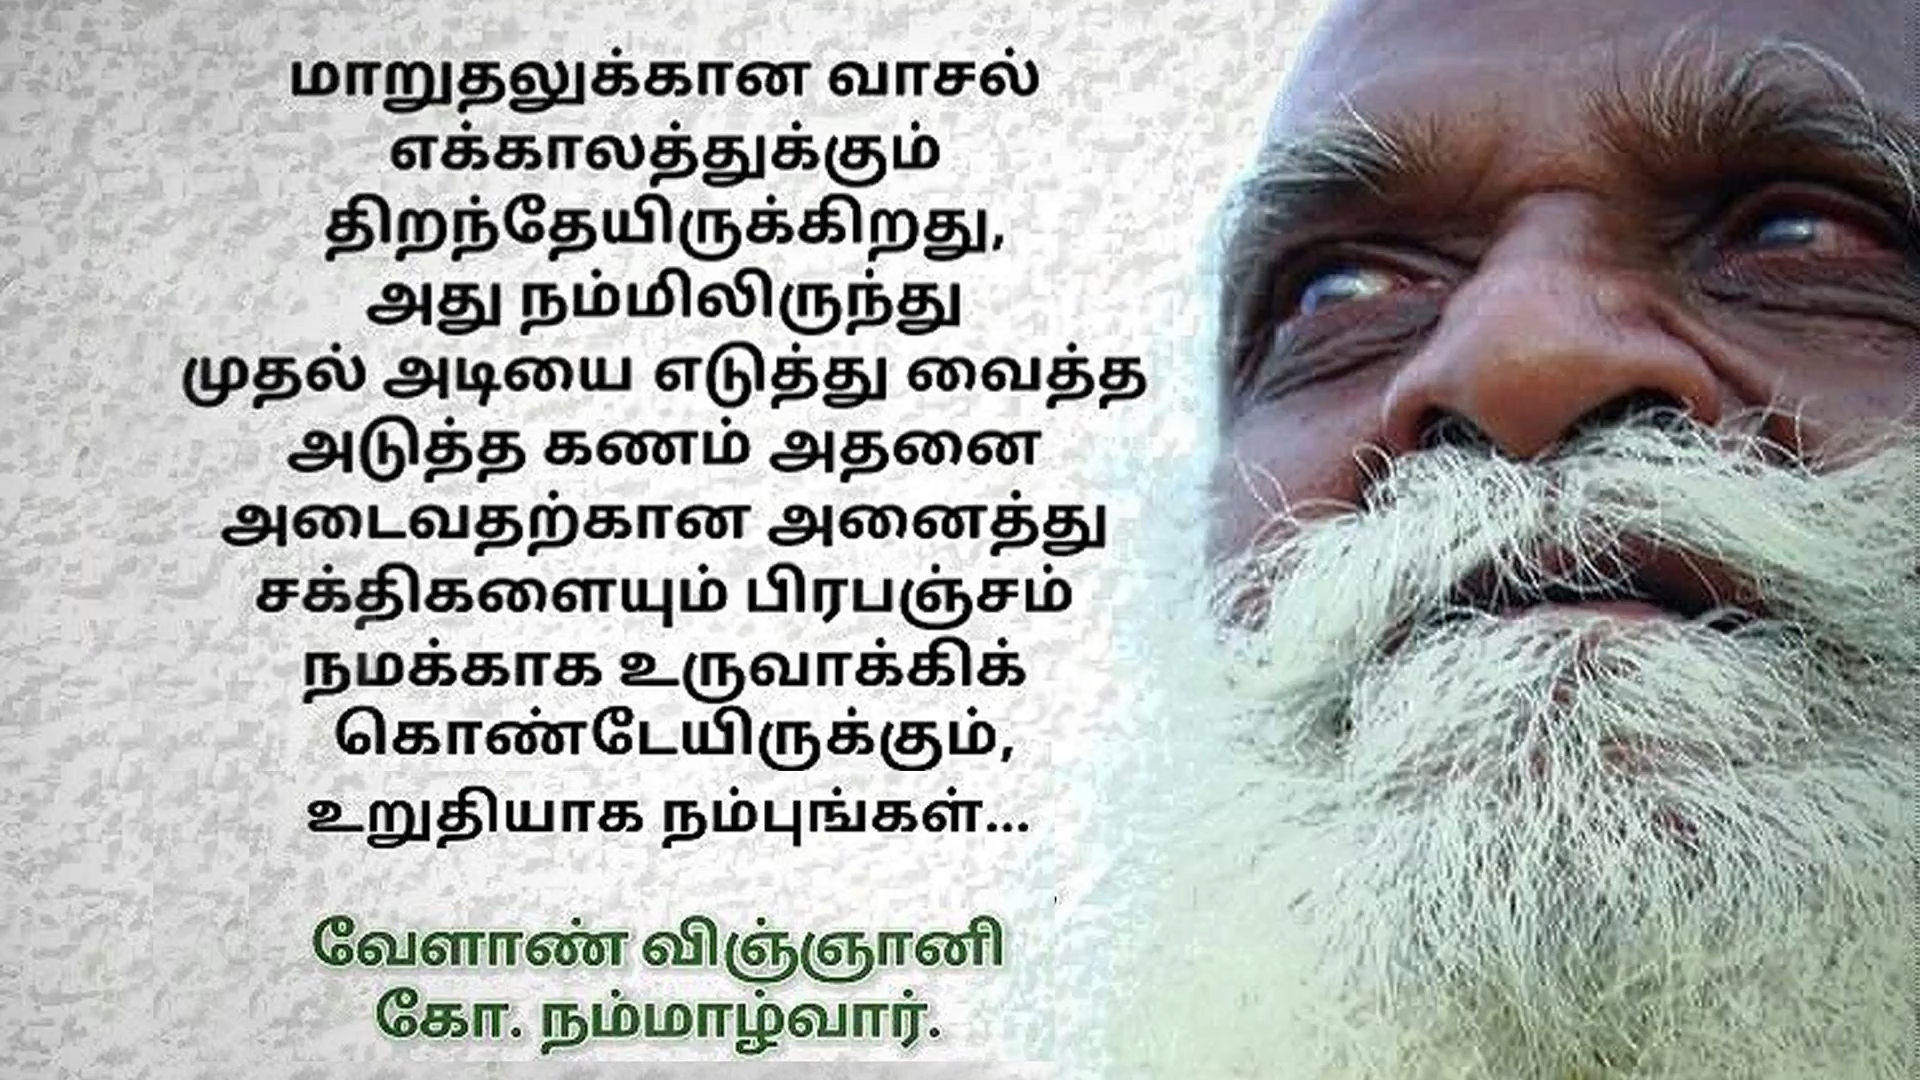 மாறுதலுக்கான வாசல்
எக்காலத்துக்கும்
திறந்தேயிருக்கிறது,
அது நம்மிலிருந்து
முதல் அடியை எடுத்து வைத்த
அடுத்த கணம் அதனை
அடைவதற்கான அனைத்து
சக்திகளையும் பிரபஞ்சம்
நமக்காக உருவாக்கிக்
கொண்டேயிருக்கும்,
உறுதியாக நம்புங்கள்...
வேளாண் விஞ்ஞானி
கோ. நம்மாழ்வார்.